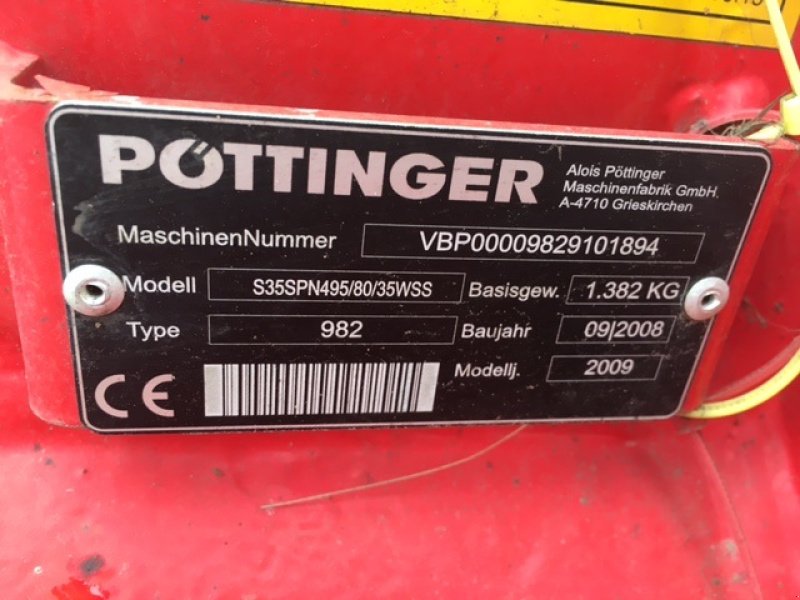 PÖTTINGER
Alois Pöttinger
Maschinenfabrik GmbH.
A-4710 Grieskirchen
MaschinenNummer VBP00009829101894
Modell S35SPN495/80/35WSS Basisgew. 1.382 KG
Type 982 Baujahr 09|2008
Modellj. 2009
CE